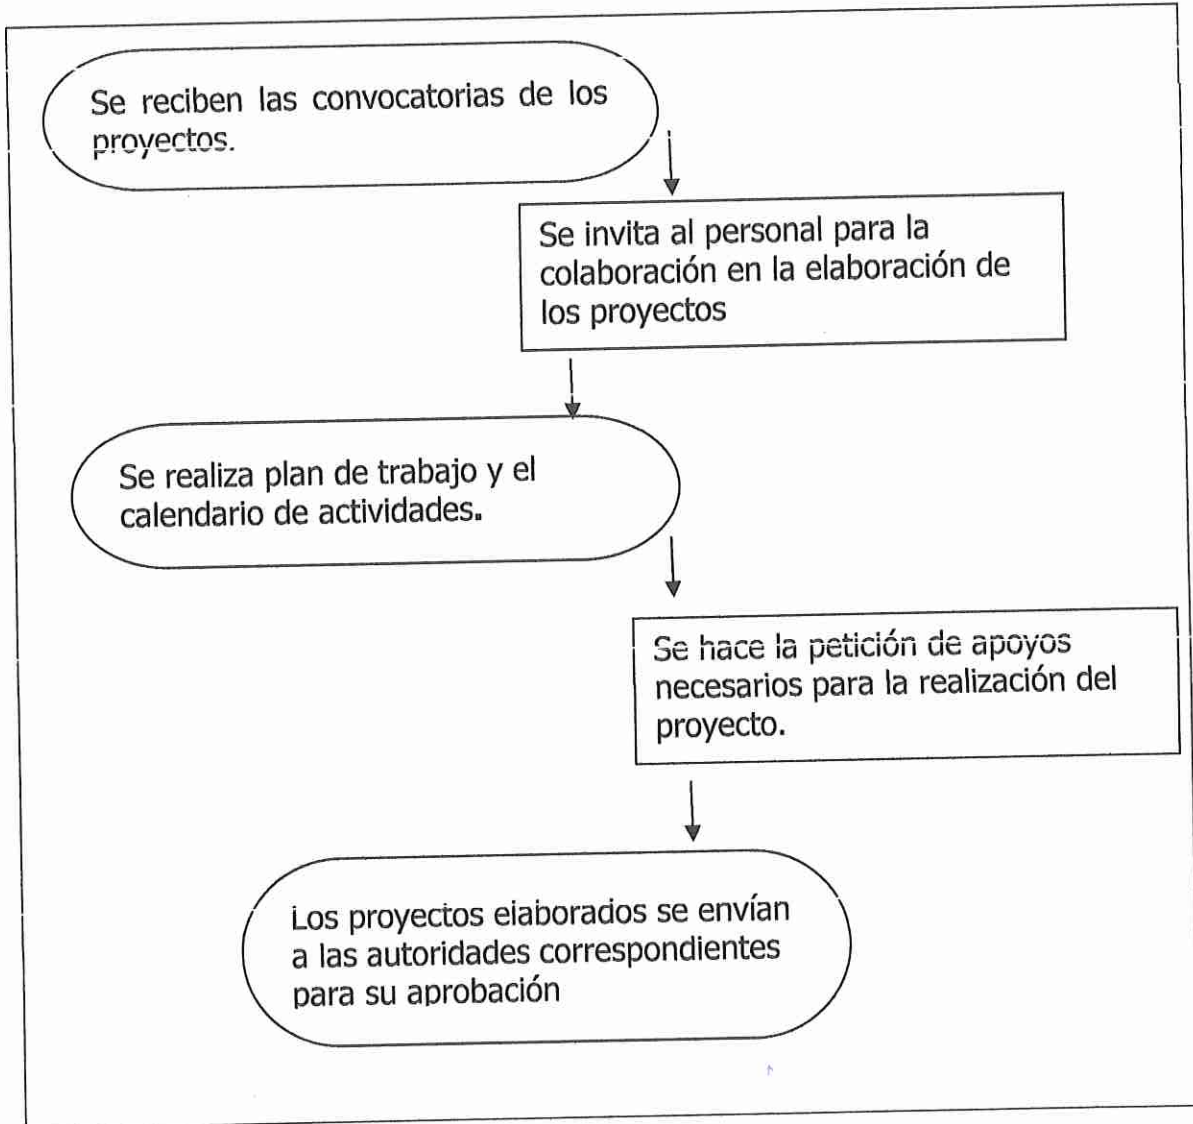 Se reciben las convocatorias de los
proyectos.
Se invita al personal para la
colaboración en la elaboración de
los proyectos
Se realiza plan de trabajo y el
calendario de actividades.
Se hace la petición de apoyos
necesarios para la realización del
proyecto.
Los proyectos elaborados se envían
a las autoridades correspondientes
para su aprobación